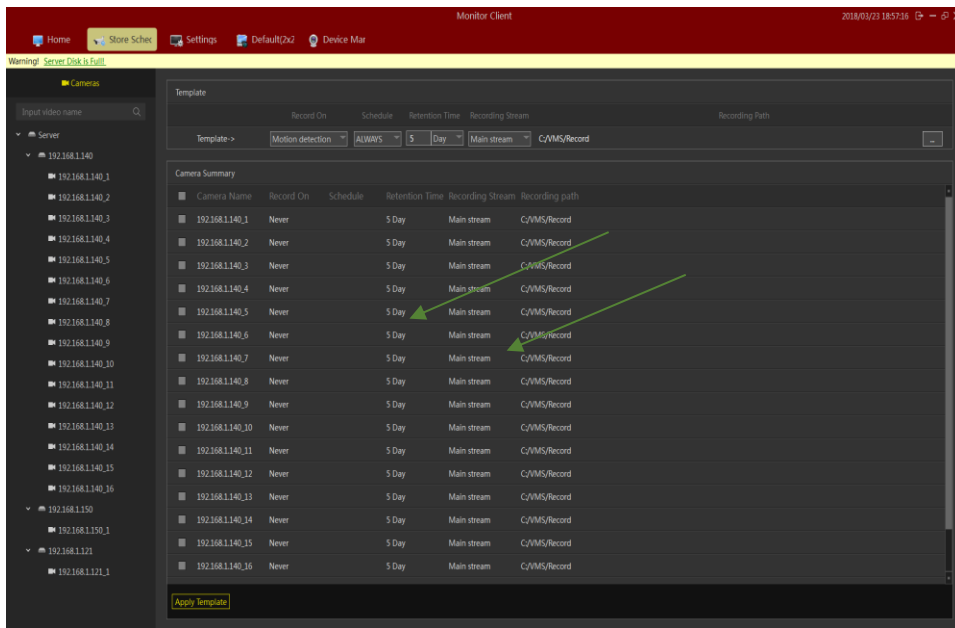 Monitor Client
2018/03/23 18:57:16
Home Store Sched Settings Default(2x2 Device Mar
Warning! Server Disk is Full!
Cameras
Input video name
Server
192.168.1.140
192.168.1.140_1
192.168.1.140_2
192.168.1.140_3
192.168.1.140_4
192.168.1.140_5
192.168.1.140_6
192.168.1.140_7
192.168.1.140_8
192.168.1.140_9
192.168.1.140_10
192.168.1.140_11
192.168.1.140_12
192.168.1.140_13
192.168.1.140_14
192.168.1.140_15
192.168.1.140_16
192.168.1.150
192.168.1.150_1
192.168.1.121
192.168.1.121_1
Template
Record On Schedule Retention Time Recording Stream Recording Path
Template-> Motion detection ALWAYS 5 Day Main stream C:/VMS/Record ...
Camera Summary
Camera Name Record On Schedule Retention Time Recording Stream Recording path
192.168.1.140_1 Never 5 Day Main stream C:/VMS/Record
192.168.1.140_2 Never 5 Day Main stream C:/VMS/Record
192.168.1.140_3 Never 5 Day Main stream C:/VMS/Record
192.168.1.140_4 Never 5 Day Main stream C:/VMS/Record
192.168.1.140_5 Never 5 Day Main stream C:/VMS/Record
192.168.1.140_6 Never 5 Day Main stream C:/VMS/Record
192.168.1.140_7 Never 5 Day Main stream C:/VMS/Record
192.168.1.140_8 Never 5 Day Main stream C:/VMS/Record
192.168.1.140_9 Never 5 Day Main stream C:/VMS/Record
192.168.1.140_10 Never 5 Day Main stream C:/VMS/Record
192.168.1.140_11 Never 5 Day Main stream C:/VMS/Record
192.168.1.140_12 Never 5 Day Main stream C:/VMS/Record
192.168.1.140_13 Never 5 Day Main stream C:/VMS/Record
192.168.1.140_14 Never 5 Day Main stream C:/VMS/Record
192.168.1.140_15 Never 5 Day Main stream C:/VMS/Record
192.168.1.140_16 Never 5 Day Main stream C:/VMS/Record
Apply Template